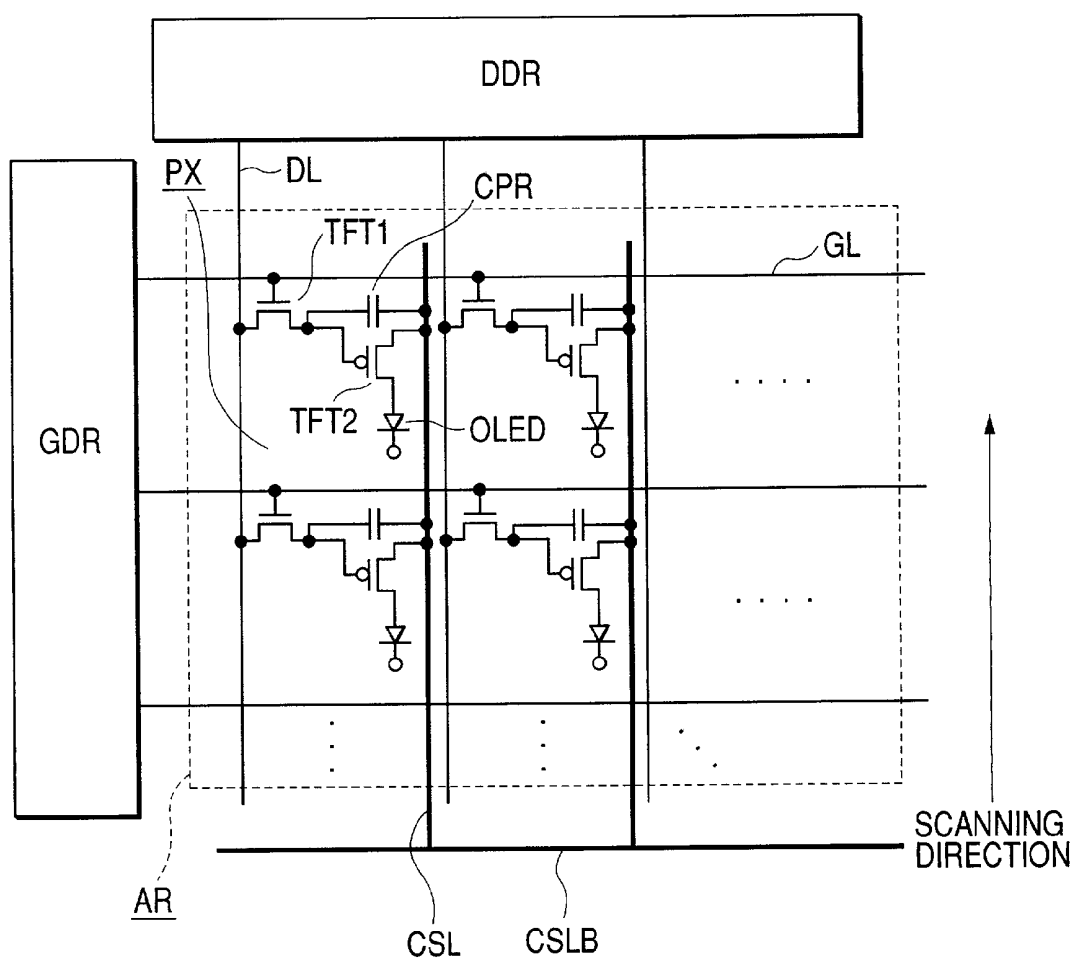 DDR
PX
DL
CPR
TFT1
GL
TFT2
OLED
GDR
SCANNING
DIRECTION
AR
CSL
CSLB